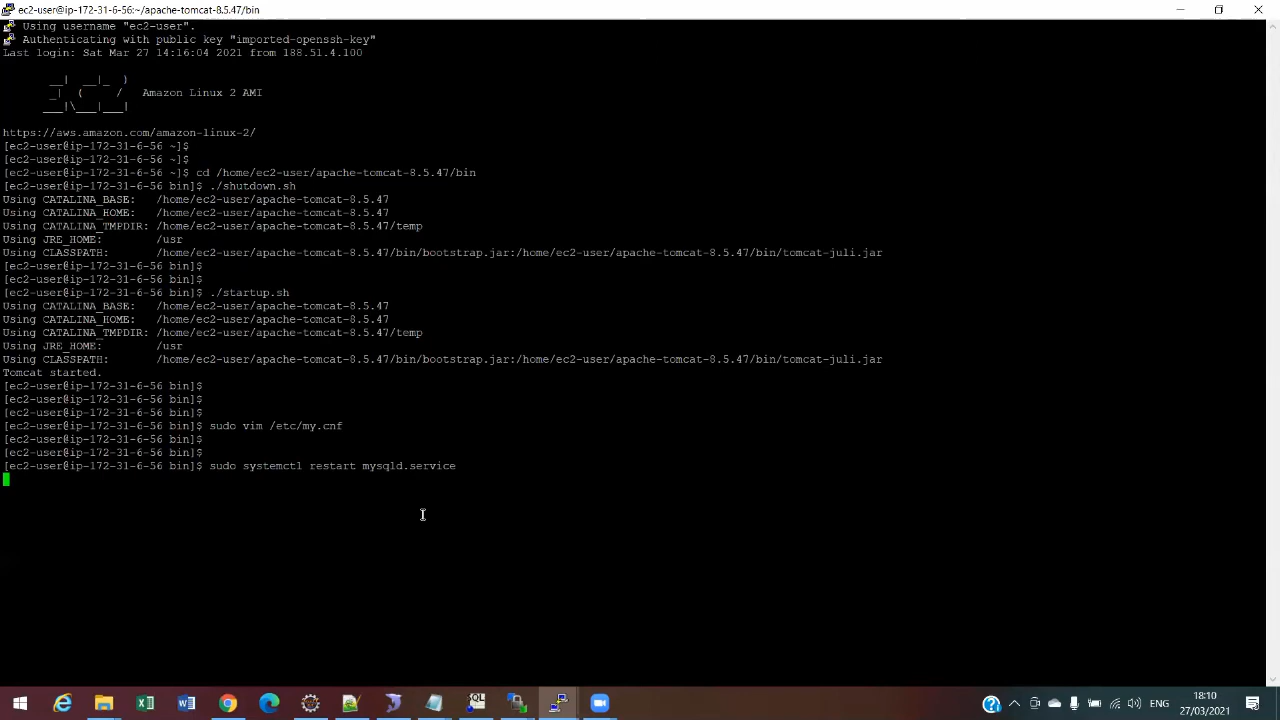 ec2-user@ip-172-31-6-56:~/apache-tomcat-8.5.47/bin
Using username "ec2-user".
Authenticating with public key "imported-openssh-key"
Last login: Sat Mar 27 14:16:04 2021 from 188.51.4.100
__|  __|_  )
_|  (     /   Amazon Linux 2 AMI
___|\___|___|
https://aws.amazon.com/amazon-linux-2/
[ec2-user@ip-172-31-6-56 ~]$
[ec2-user@ip-172-31-6-56 ~]$
[ec2-user@ip-172-31-6-56 ~]$ cd /home/ec2-user/apache-tomcat-8.5.47/bin
[ec2-user@ip-172-31-6-56 bin]$ ./shutdown.sh
Using CATALINA_BASE:   /home/ec2-user/apache-tomcat-8.5.47
Using CATALINA_HOME:   /home/ec2-user/apache-tomcat-8.5.47
Using CATALINA_TMPDIR: /home/ec2-user/apache-tomcat-8.5.47/temp
Using JRE_HOME:        /usr
Using CLASSPATH:       /home/ec2-user/apache-tomcat-8.5.47/bin/bootstrap.jar:/home/ec2-user/apache-tomcat-8.5.47/bin/tomcat-juli.jar
[ec2-user@ip-172-31-6-56 bin]$
[ec2-user@ip-172-31-6-56 bin]$
[ec2-user@ip-172-31-6-56 bin]$ ./startup.sh
Using CATALINA_BASE:   /home/ec2-user/apache-tomcat-8.5.47
Using CATALINA_HOME:   /home/ec2-user/apache-tomcat-8.5.47
Using CATALINA_TMPDIR: /home/ec2-user/apache-tomcat-8.5.47/temp
Using JRE_HOME:        /usr
Using CLASSPATH:       /home/ec2-user/apache-tomcat-8.5.47/bin/bootstrap.jar:/home/ec2-user/apache-tomcat-8.5.47/bin/tomcat-juli.jar
Tomcat started.
[ec2-user@ip-172-31-6-56 bin]$
[ec2-user@ip-172-31-6-56 bin]$
[ec2-user@ip-172-31-6-56 bin]$
[ec2-user@ip-172-31-6-56 bin]$ sudo vim /etc/my.cnf
[ec2-user@ip-172-31-6-56 bin]$
[ec2-user@ip-172-31-6-56 bin]$
[ec2-user@ip-172-31-6-56 bin]$ sudo systemctl restart mysqld.service
ENG
18:10
27/03/2021